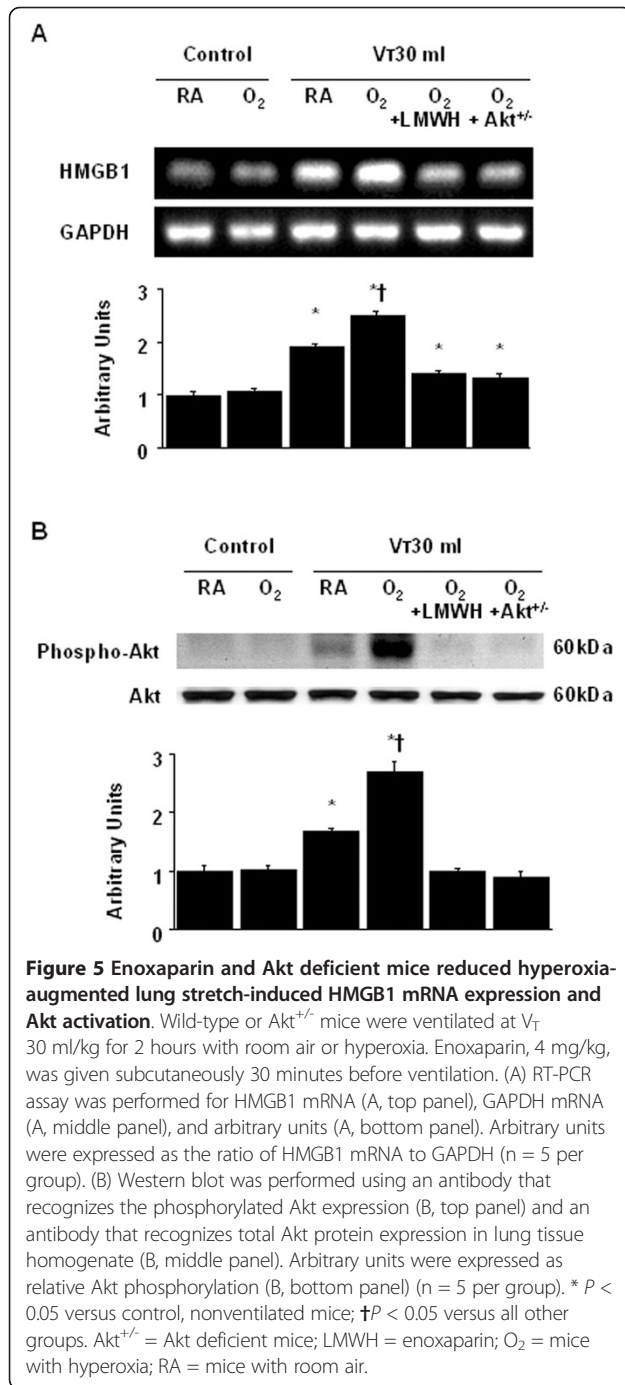 A
Control VT30 ml
RA O₂ RA O₂ O₂ O₂
+LMWH + Akt⁺/⁻
HMGB1
GAPDH
3
*†
*
2
* *
1
0
Arbitrary Units
B
Control VT30 ml
RA O₂ RA O₂ O₂ O₂
+LMWH +Akt⁺/⁻
Phospho-Akt 60kDa
Akt 60kDa
3
*†
2
*
1
0
Arbitrary Units
Figure 5 Enoxaparin and Akt deficient mice reduced hyperoxia-
augmented lung stretch-induced HMGB1 mRNA expression and
Akt activation. Wild-type or Akt⁺/⁻ mice were ventilated at V_T
30 ml/kg for 2 hours with room air or hyperoxia. Enoxaparin, 4 mg/kg,
was given subcutaneously 30 minutes before ventilation. (A) RT-PCR
assay was performed for HMGB1 mRNA (A, top panel), GAPDH mRNA
(A, middle panel), and arbitrary units (A, bottom panel). Arbitrary units
were expressed as the ratio of HMGB1 mRNA to GAPDH (n = 5 per
group). (B) Western blot was performed using an antibody that
recognizes the phosphorylated Akt expression (B, top panel) and an
antibody that recognizes total Akt protein expression in lung tissue
homogenate (B, middle panel). Arbitrary units were expressed as
relative Akt phosphorylation (B, bottom panel) (n = 5 per group). * P <
0.05 versus control, nonventilated mice; †P < 0.05 versus all other
groups. Akt⁺/⁻ = Akt deficient mice; LMWH = enoxaparin; O₂ = mice
with hyperoxia; RA = mice with room air.